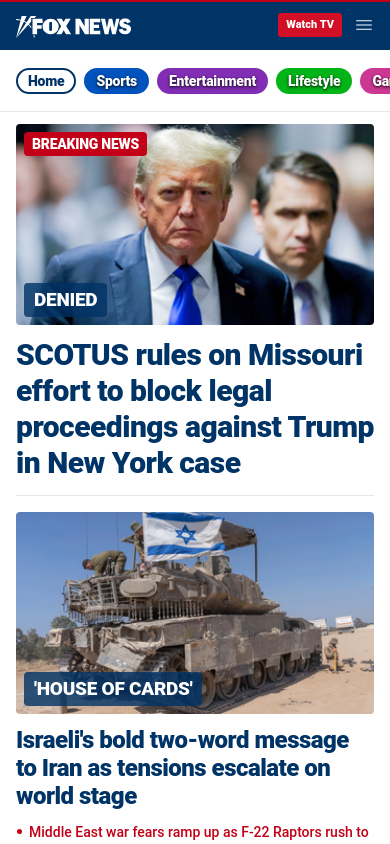 FOX NEWS
Watch TV
Home
Sports
Entertainment
Lifestyle
Ga
BREAKING NEWS
DENIED
SCOTUS rules on Missouri
effort to block legal
proceedings against Trump
in New York case
'HOUSE OF CARDS'
Israeli's bold two-word message
to Iran as tensions escalate on
world stage
• Middle East war fears ramp up as F-22 Raptors rush to